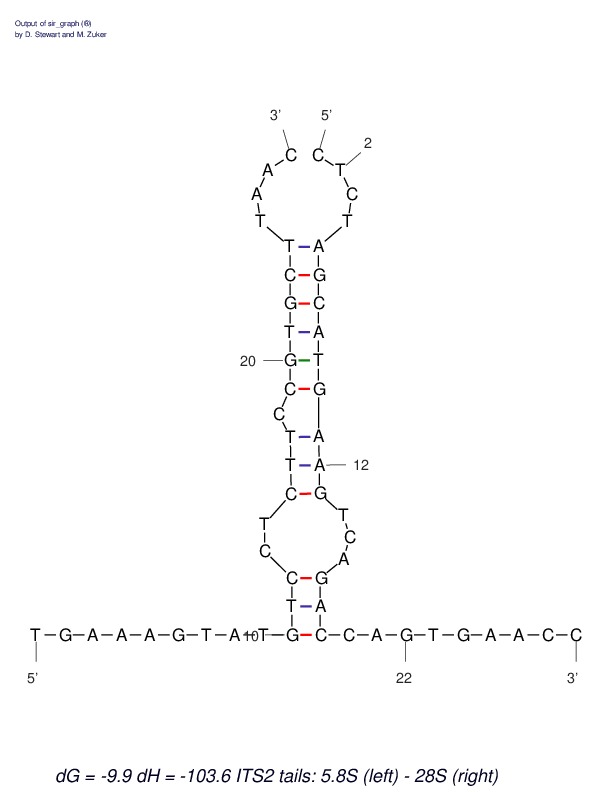 Output of sir_graph (®)
by D. Stewart and M. Zuker
3' 5'
2
C C
A T
A C
T T
T A
C G
G C
T A
20 G T
C G
C
T A
T A 12
C G
T T
C C
A
C G
T A
T G A A A G T A 10 T G C C A G T G A A C C
5' 22 3'
dG = -9.9 dH = -103.6 ITS2 tails: 5.8S (left) - 28S (right)